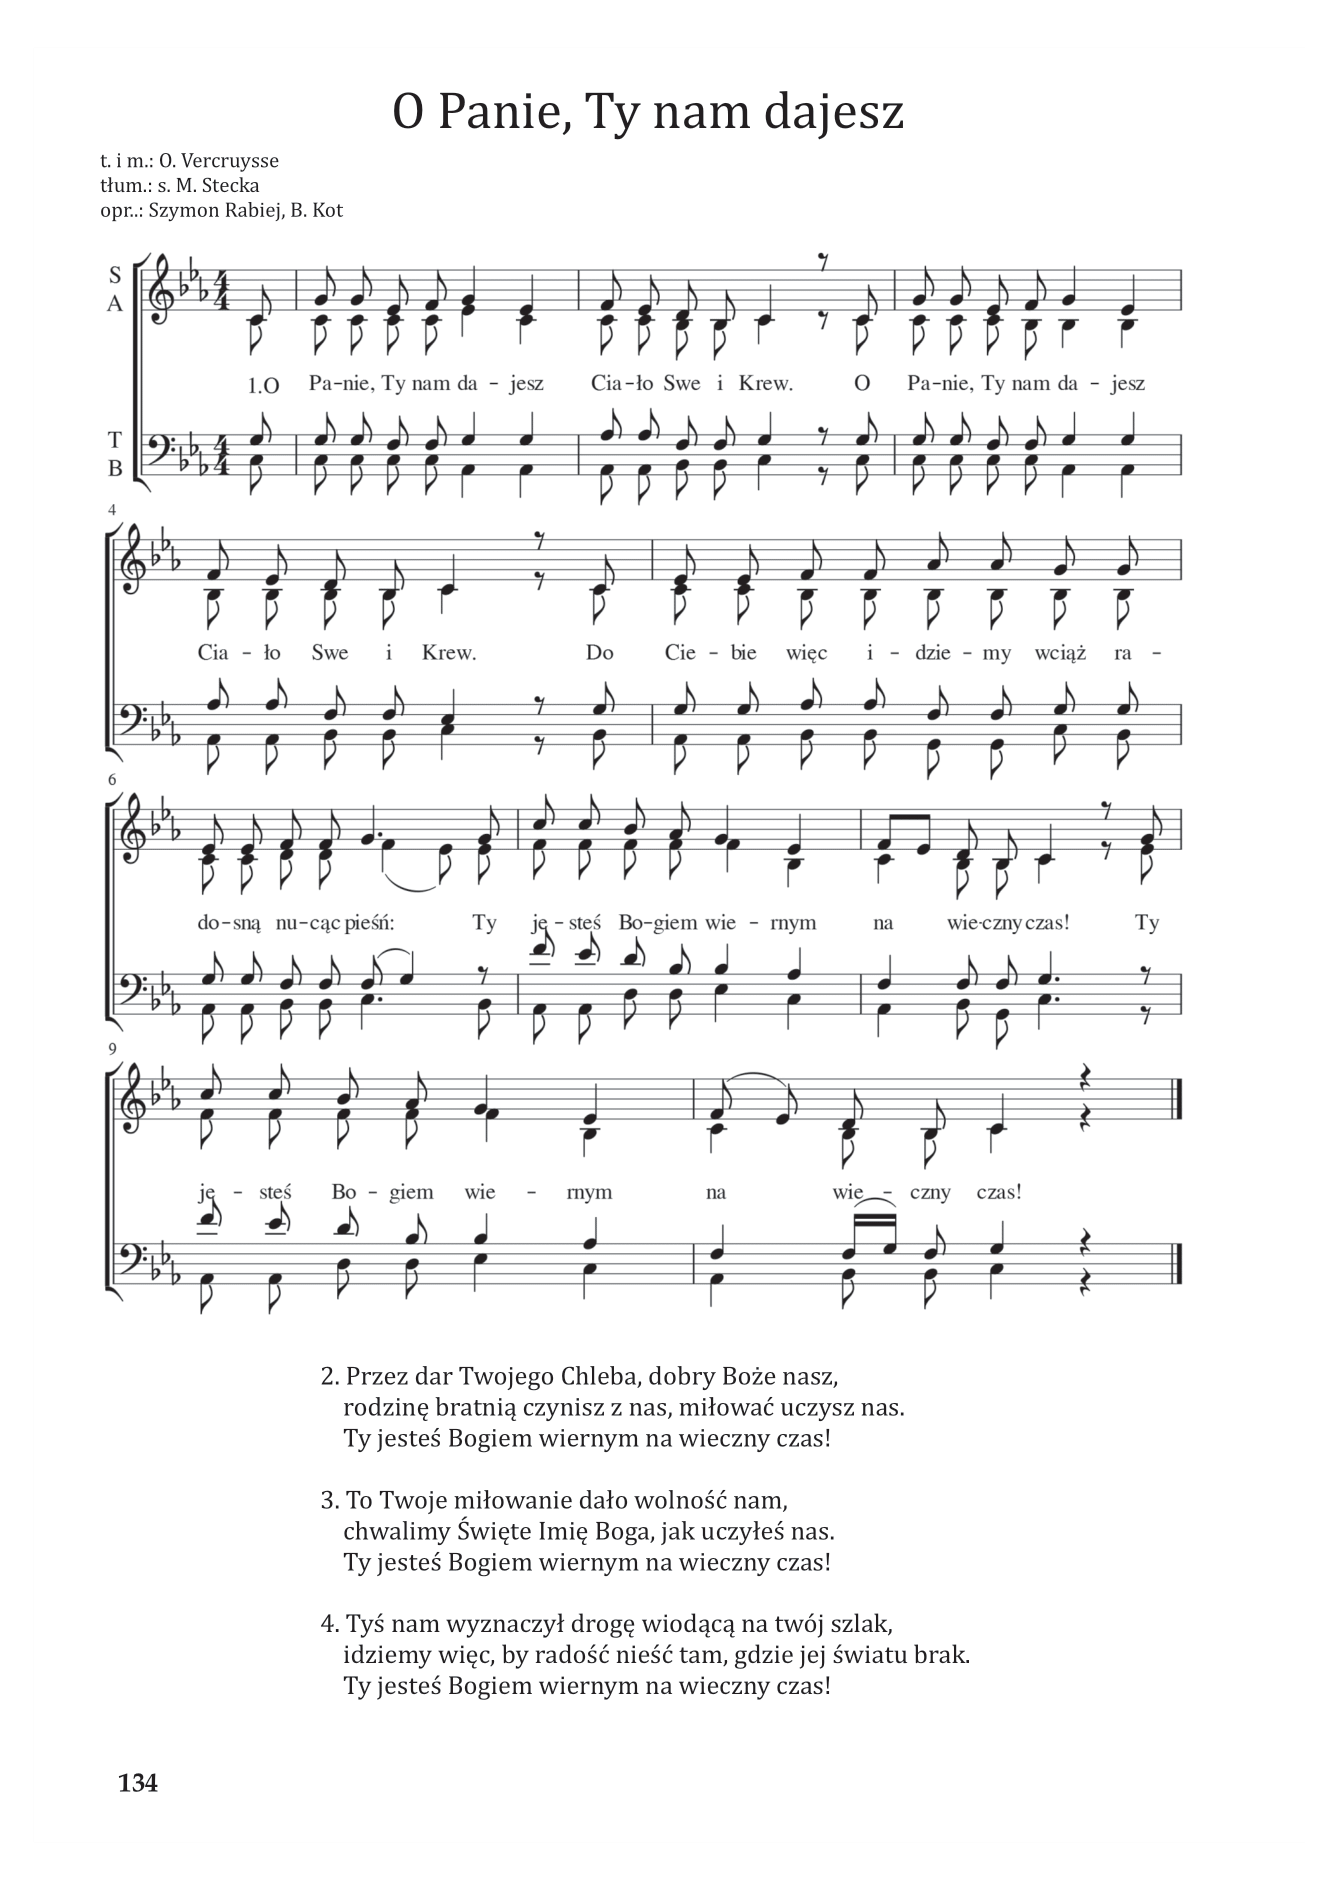 O Panie, Ty nam dajesz
t. i m.: O. Vercruysse
tłum.: s. M. Stecka
opr..: Szymon Rabiej, B. Kot
S
A
1.O Pa-nie, Ty nam da - jesz Cia-ło Swe i Krew. O Pa-nie, Ty nam da - jesz
T
B
4
Cia - ło Swe i Krew. Do Cie - bie więc i - dzie - my wciąż ra -
6
do-sną nu-cąc pieśń: Ty je-steś Bo-giem wie - rnym na wie-czny czas! Ty
9
je - steś Bo - giem wie - rnym na wie - czny czas!
2. Przez dar Twojego Chleba, dobry Boże nasz,
rodzinę bratnią czynisz z nas, miłować uczysz nas.
Ty jesteś Bogiem wiernym na wieczny czas!
3. To Twoje miłowanie dało wolność nam,
chwalimy Święte Imię Boga, jak uczyłeś nas.
Ty jesteś Bogiem wiernym na wieczny czas!
4. Tyś nam wyznaczył drogę wiodącą na twój szlak,
idziemy więc, by radość nieść tam, gdzie jej światu brak.
Ty jesteś Bogiem wiernym na wieczny czas!
134